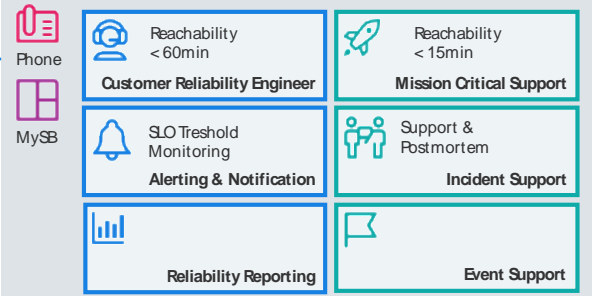 Phone
MySB
Reachability
< 60min
Customer Reliability Engineer
Reachability
< 15min
Mission Critical Support
SLO Treshold
Monitoring
Alerting & Notification
Support &
Postmortem
Incident Support
Reliability Reporting
Event Support